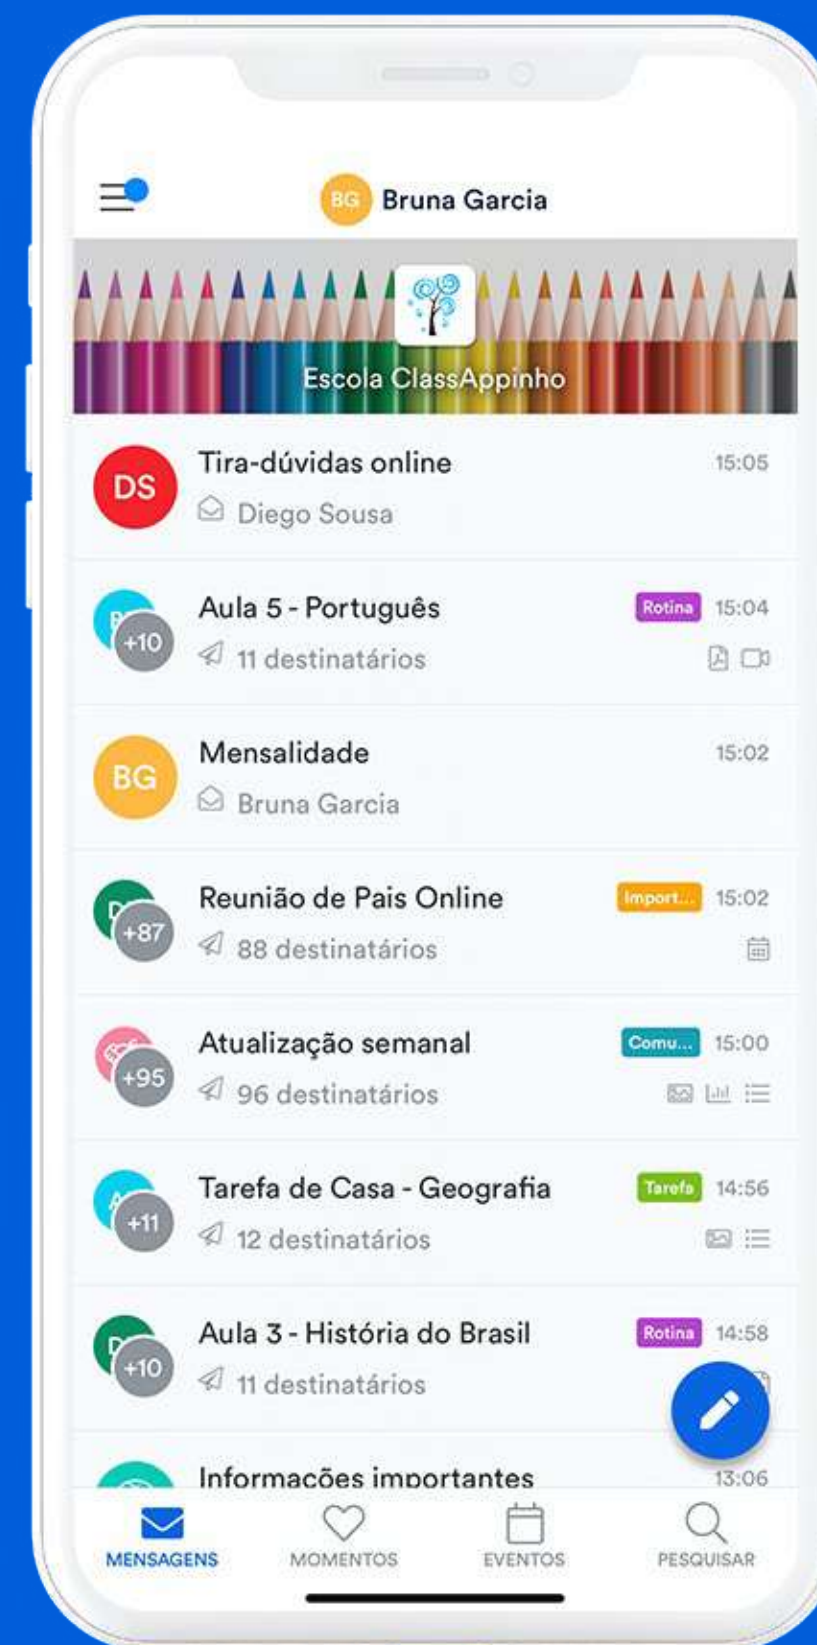 BG Bruna Garcia
Escola ClassAppinho
DS Tira-dúvidas online 15:05
Diego Sousa
Aula 5 - Português Rotina 15:04
+10 11 destinatários
BG Mensalidade 15:02
Bruna Garcia
Reunião de Pais Online Import... 15:02
+87 88 destinatários
Atualização semanal Comu... 15:00
+95 96 destinatários
Tarefa de Casa - Geografia Tarefa 14:56
+11 12 destinatários
Aula 3 - História do Brasil Rotina 14:58
+10 11 destinatários
Informações importantes 13:06
MENSAGENS MOMENTOS EVENTOS PESQUISAR